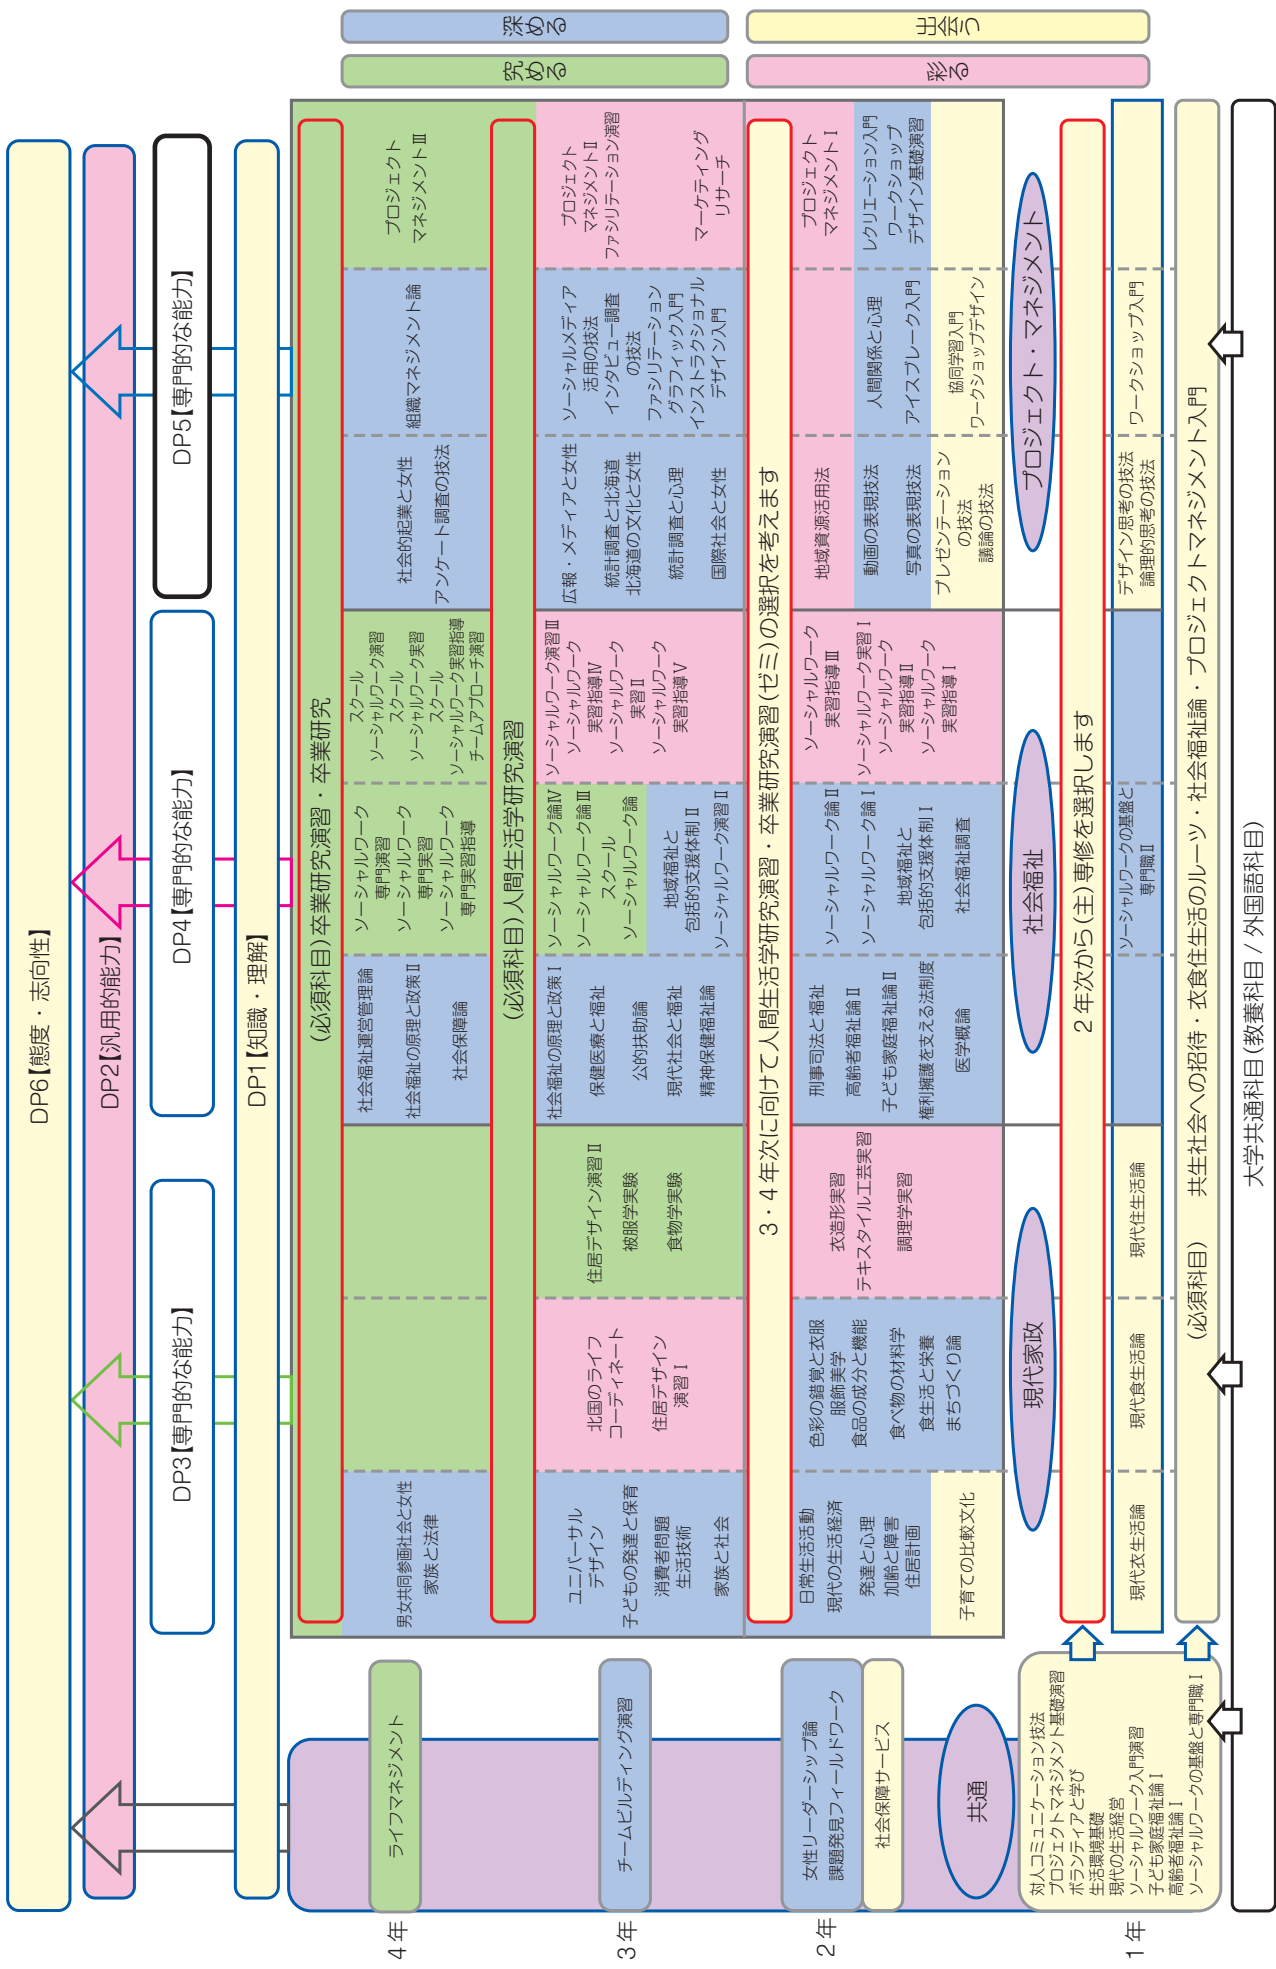 DP6【態度・志向性】
DP2【汎用的能力】
DP3【専門的な能力】
DP4【専門的な能力】
DP5【専門的な能力】
DP1【知識・理解】
深める
究める
出会う
彩る
4年
ライフマネジメント
(必須科目)卒業研究演習・卒業研究
男女共同参画社会と女性
家族と法律
社会福祉運営管理論
社会福祉の原理と政策Ⅱ
社会保障論
ソーシャルワーク
専門演習
ソーシャルワーク
専門実習
ソーシャルワーク
専門実習指導
スクール
ソーシャルワーク演習
スクール
ソーシャルワーク実習
スクール
ソーシャルワーク実習指導
チームアプローチ演習
社会的起業と女性
アンケート調査の技法
組織マネジメント論
プロジェクト
マネジメントⅢ
3年
チームビルディング演習
(必須科目)人間生活学研究演習
ユニバーサル
デザイン
子どもの発達と保育
消費者問題
生活技術
家族と社会
北国のライフ
コーディネート
住居デザイン
演習Ⅰ
住居デザイン演習Ⅱ
被服学実験
食物学実験
社会福祉の原理と政策Ⅰ
保健医療と福祉
公的扶助論
現代社会と福祉
精神保健福祉論
ソーシャルワーク論Ⅳ
ソーシャルワーク論Ⅲ
スクール
ソーシャルワーク論
地域福祉と
包括的支援体制Ⅱ
ソーシャルワーク演習Ⅱ
ソーシャルワーク演習Ⅲ
ソーシャルワーク
実習指導Ⅳ
ソーシャルワーク
実習Ⅱ
ソーシャルワーク
実習指導Ⅴ
広報・メディアと女性
統計調査と北海道
北海道の文化と女性
統計調査と心理
国際社会と女性
ソーシャルメディア
活用の技法
インタビュー調査
の技法
ファシリテーション
グラフィック入門
インストラクショナル
デザイン入門
プロジェクト
マネジメントⅡ
ファシリテーション演習
マーケティング
リサーチ
2年
女性リーダーシップ論
課題発見フィールドワーク
社会保障サービス
3・4年次に向けて人間生活学研究演習・卒業研究演習(ゼミ)の選択を考えます
日常生活活動
現代の生活経済
発達と心理
加齢と障害
住居計画
子育ての比較文化
色彩の錯覚と衣服
服飾美学
食品の成分と機能
食べ物の材料学
食生活と栄養
まちづくり論
衣造形実習
テキスタイル工芸実習
調理学実習
刑事司法と福祉
高齢者福祉論Ⅱ
子ども家庭福祉論Ⅱ
権利擁護を支える法制度
医学概論
ソーシャルワーク論Ⅱ
ソーシャルワーク論Ⅰ
地域福祉と
包括的支援体制Ⅰ
社会福祉調査
ソーシャルワーク
実習指導Ⅲ
ソーシャルワーク実習Ⅰ
ソーシャルワーク
実習指導Ⅱ
ソーシャルワーク
実習指導Ⅰ
地域資源活用法
動画の表現技法
写真の表現技法
プレゼンテーション
の技法
議論の技法
人間関係と心理
アイスブレーク入門
協同学習入門
ワークショップデザイン
プロジェクト
マネジメントⅠ
レクリエーション入門
ワークショップ
デザイン基礎演習
共通
現代家政
社会福祉
プロジェクト・マネジメント
2年次から(主)専修を選択します
1年
対人コミュニケーション技法
プロジェクトマネジメント基礎演習
ボランティアと学び
生活環境基礎
現代の生活経営
ソーシャルワーク入門演習
子ども家庭福祉論Ⅰ
高齢者福祉論Ⅰ
ソーシャルワークの基盤と専門職Ⅰ
現代衣生活論
現代食生活論
現代住生活論
ソーシャルワークの基盤と
専門職Ⅱ
デザイン思考の技法
論理的思考の技法
ワークショップ入門
(必須科目) 共生社会への招待・衣食住生活のルーツ・社会福祉論・プロジェクトマネジメント入門
大学共通科目(教養科目/外国語科目)